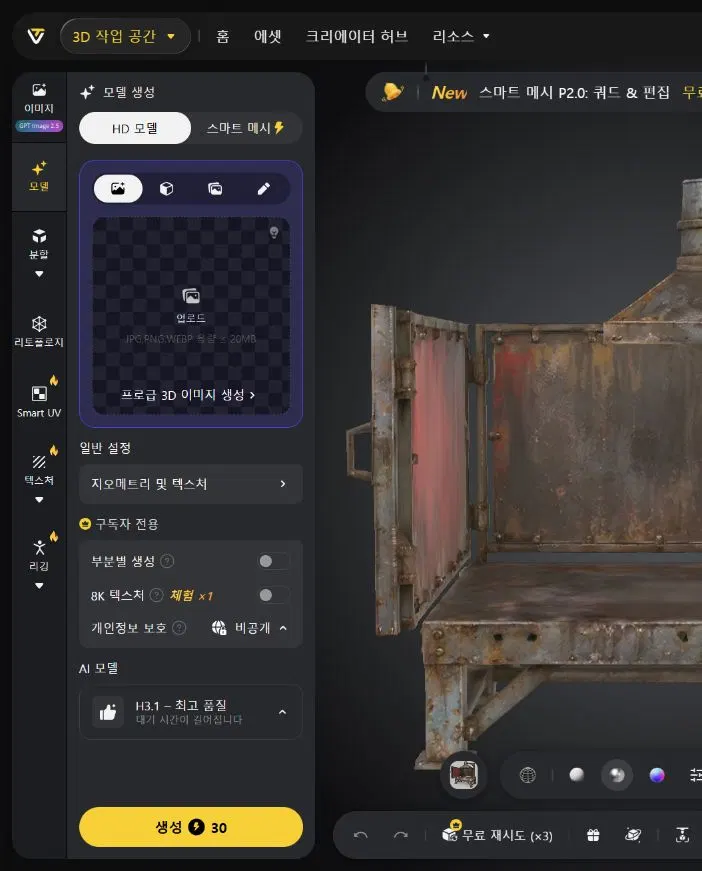 3D 작업 공간
홈
에셋
크리에이터 허브
리소스
이미지
GPT Image 2.5
모델
분할
리토폴로지
Smart UV
텍스처
리깅
모델 생성
HD 모델
스마트 메시
업로드
JPG,PNG,WEBP 용량 ≤ 20MB
프로급 3D 이미지 생성 >
일반 설정
지오메트리 및 텍스처 >
구독자 전용
부분별 생성 ?
8K 텍스처 ? 체험 ×1
개인정보 보호 ? 비공개
AI 모델
H3.1 – 최고 품질
대기 시간이 길어집니다
생성 30
New 스마트 메시 P2.0: 쿼드 & 편집 무료
무료 재시도 (×3)